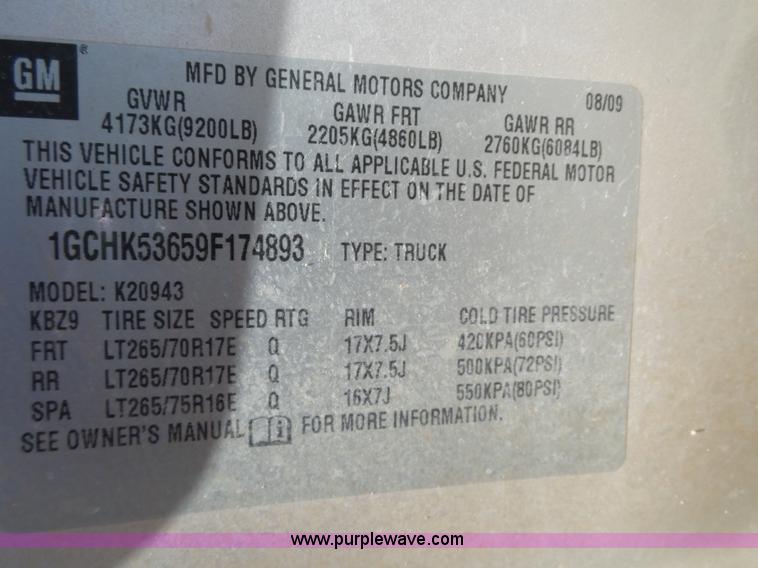 GM ®
MFD BY GENERAL MOTORS COMPANY 08/09
GVWR GAWR FRT GAWR RR
4173KG(9200LB) 2205KG(4860LB) 2760KG(6084LB)
THIS VEHICLE CONFORMS TO ALL APPLICABLE U.S. FEDERAL MOTOR
VEHICLE SAFETY STANDARDS IN EFFECT ON THE DATE OF
MANUFACTURE SHOWN ABOVE.
1GCHK53659F174893 TYPE: TRUCK
MODEL: K20943
KBZ9 TIRE SIZE SPEED RTG RIM COLD TIRE PRESSURE
FRT LT265/70R17E Q 17X7.5J 420KPA(60PSI)
RR LT265/70R17E Q 17X7.5J 500KPA(72PSI)
SPA LT265/75R16E Q 16X7J 550KPA(80PSI)
SEE OWNER'S MANUAL FOR MORE INFORMATION.
www.purplewave.com